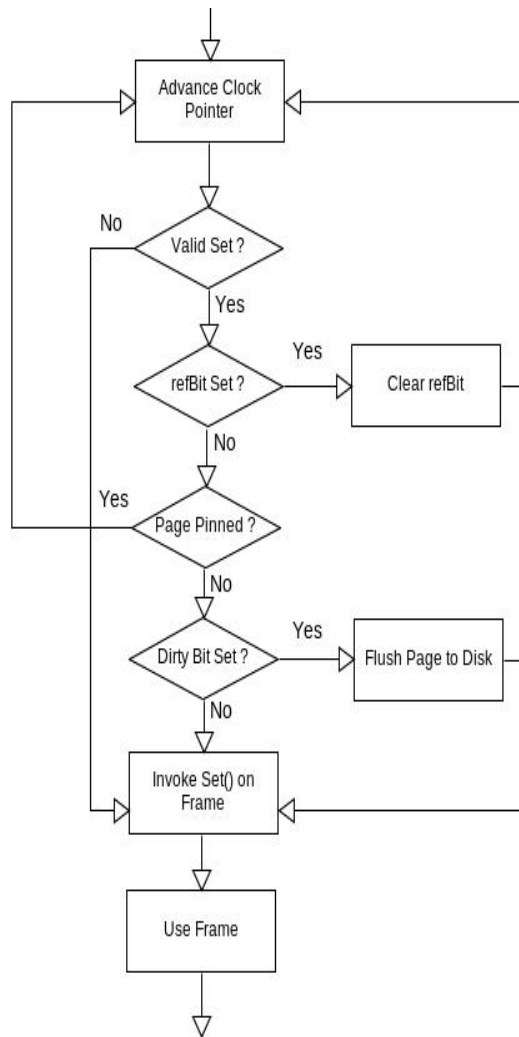 Advance Clock
Pointer
No
Valid Set ?
Yes
refBit Set ?
Yes
Clear refBit
No
Yes
Page Pinned ?
No
Dirty Bit Set ?
Yes
Flush Page to Disk
No
Invoke Set() on
Frame
Use Frame